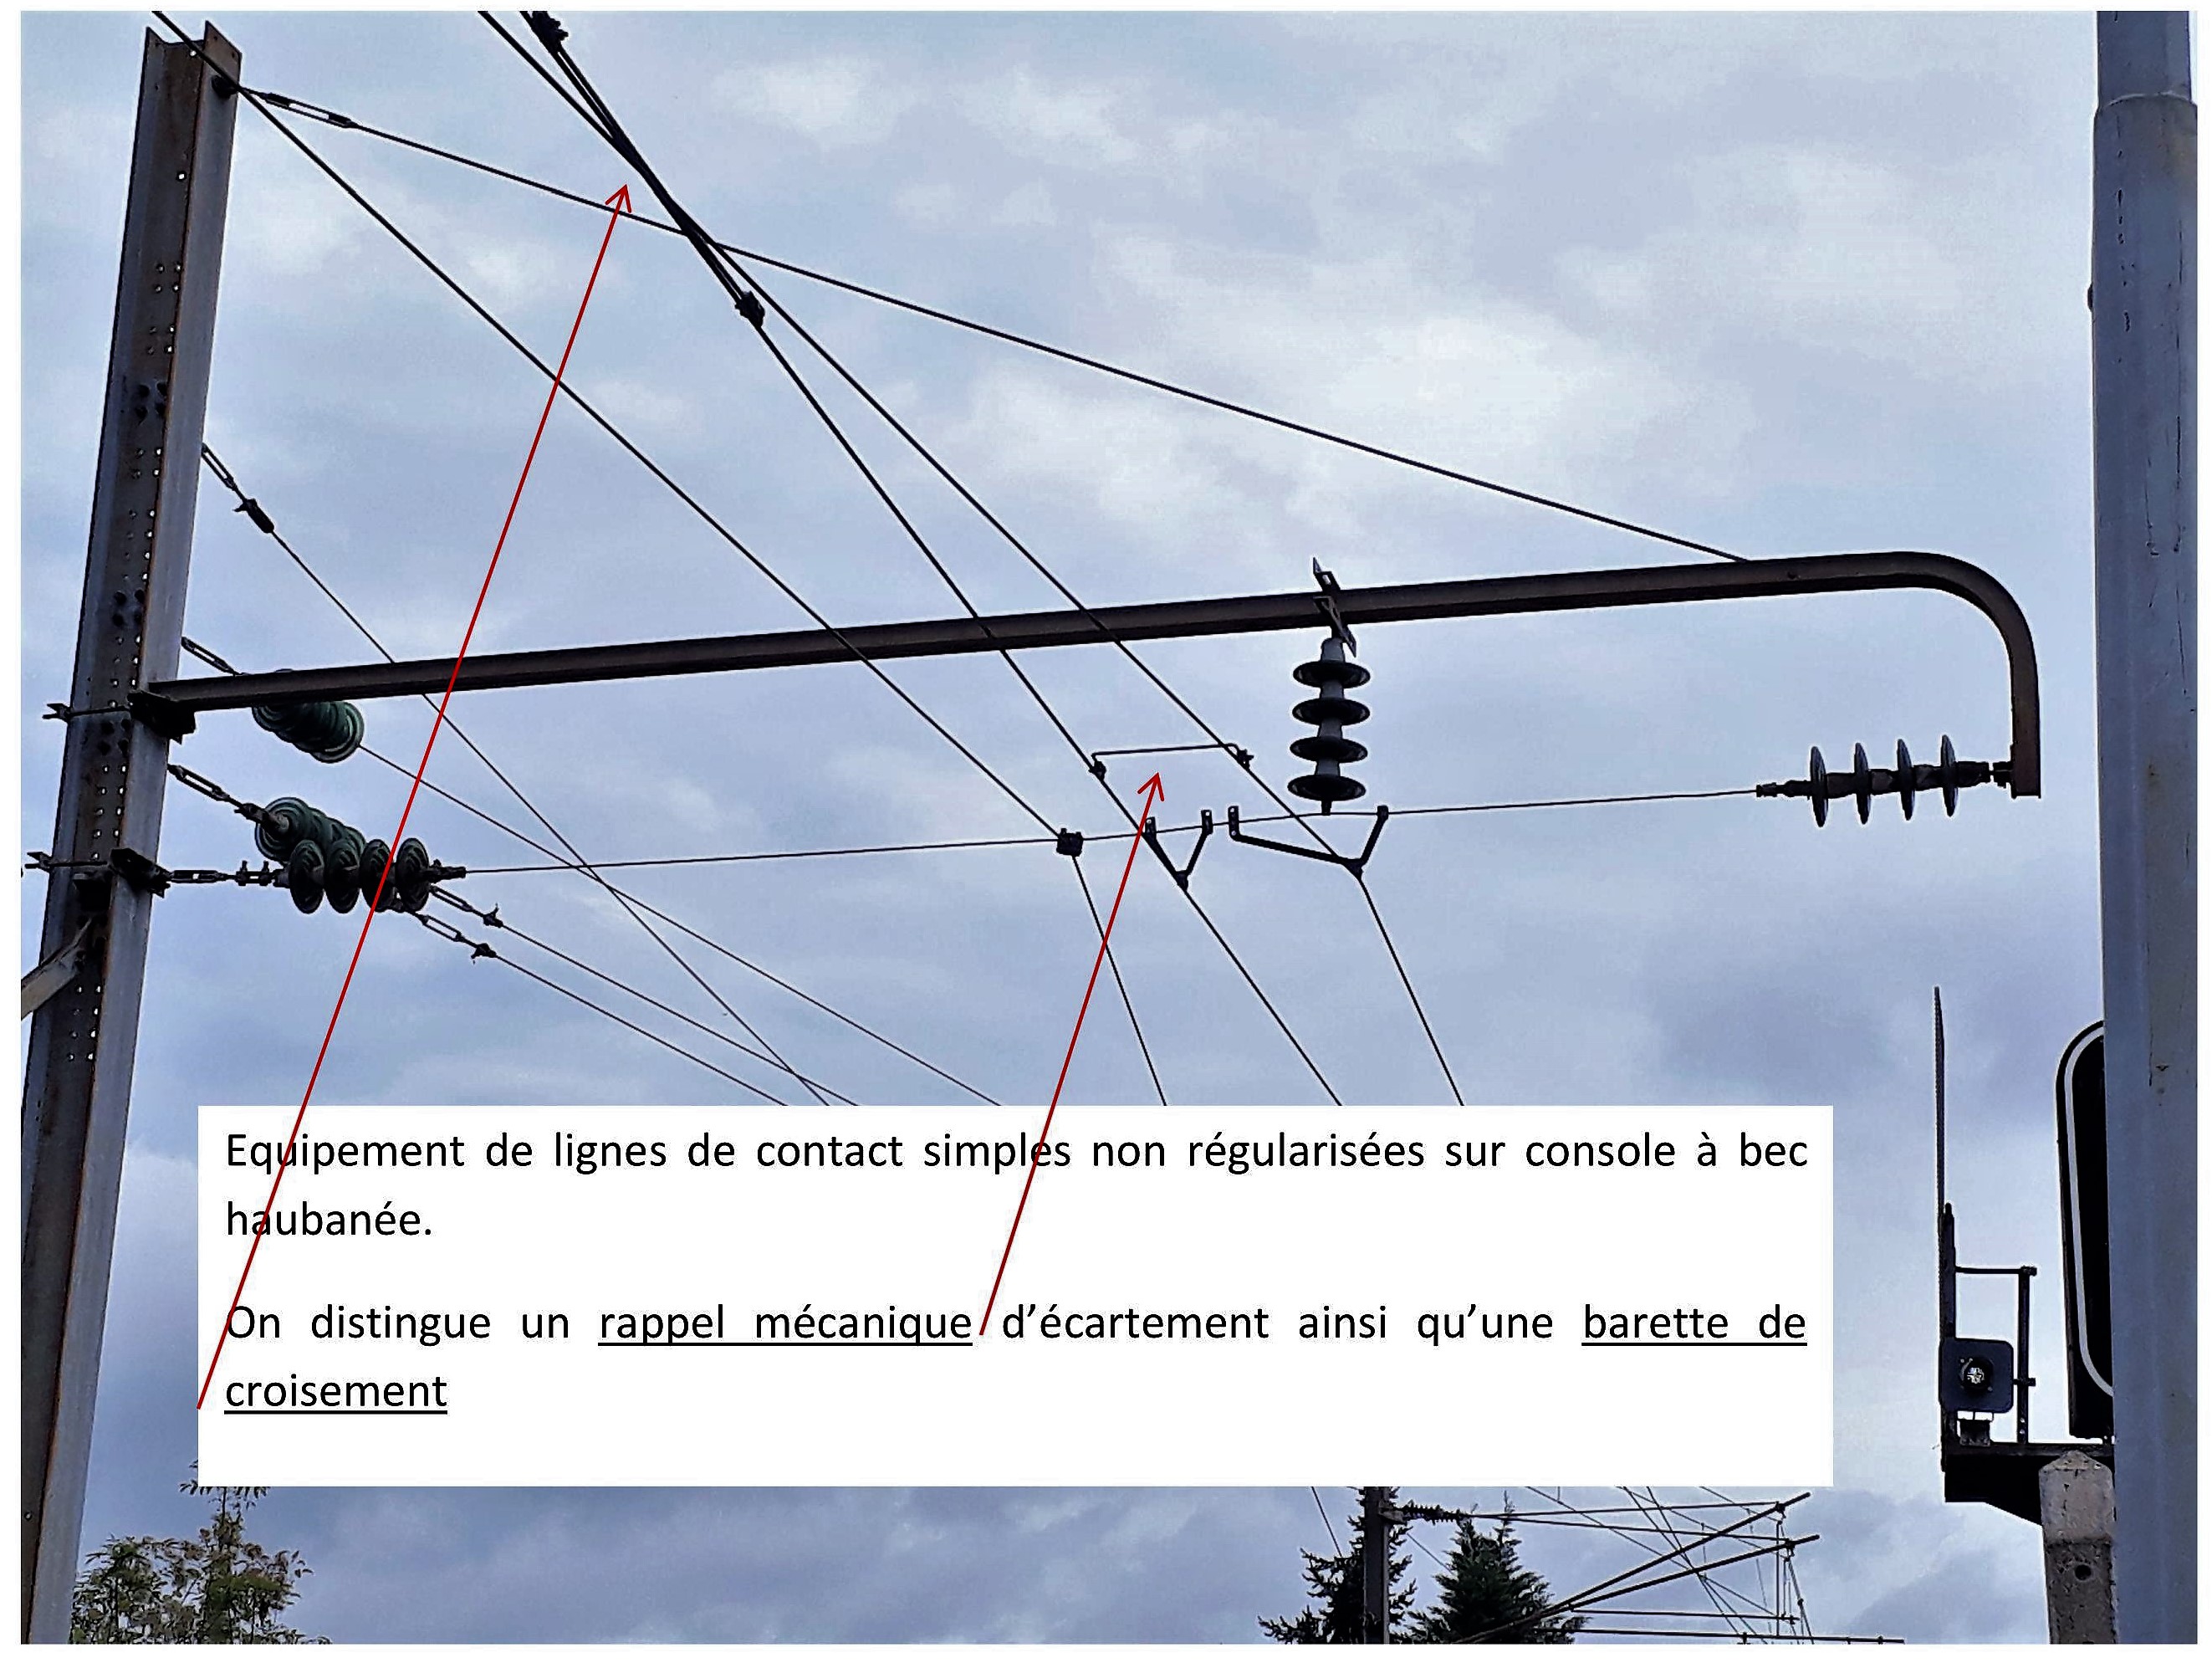 Equipement de lignes de contact simples non régularisées sur console à bec
haubanée.
On distingue un rappel mécanique d’écartement ainsi qu’une barette de
croisement